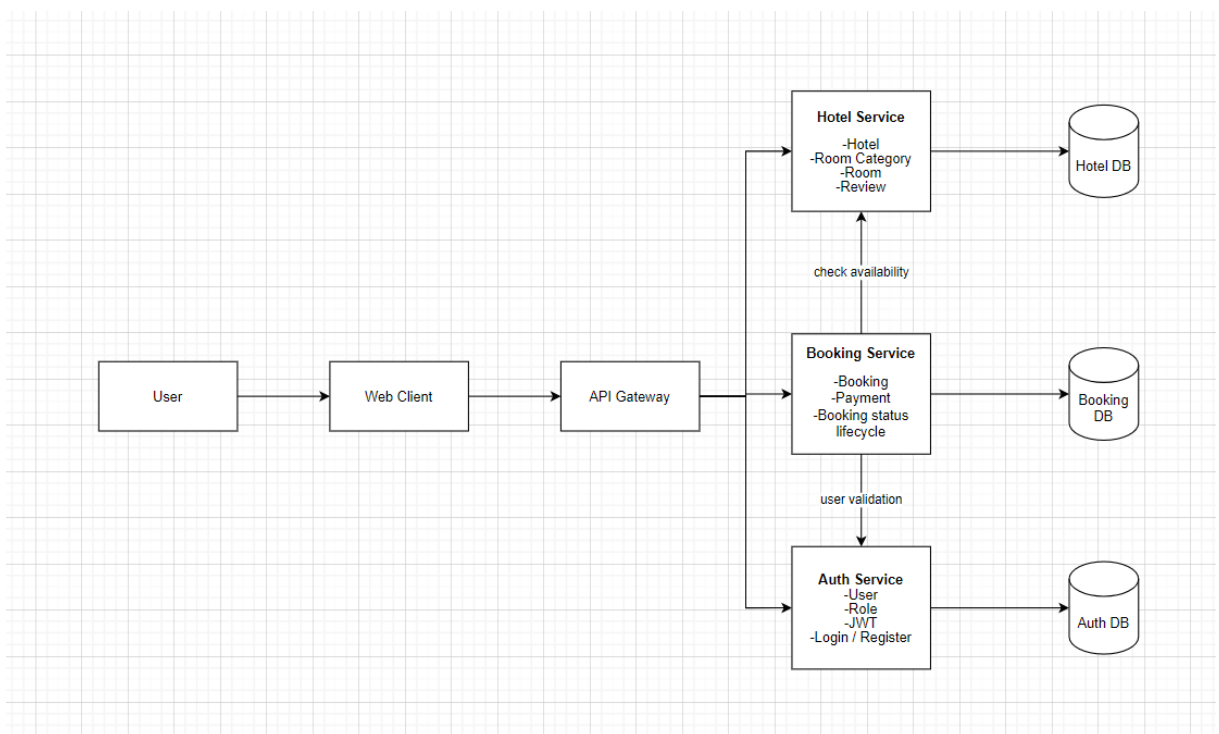 User
Web Client
API Gateway
Hotel Service
-Hotel
-Room Category
-Room
-Review
Hotel DB
check availability
Booking Service
-Booking
-Payment
-Booking status
lifecycle
Booking
DB
user validation
Auth Service
-User
-Role
-JWT
-Login / Register
Auth DB